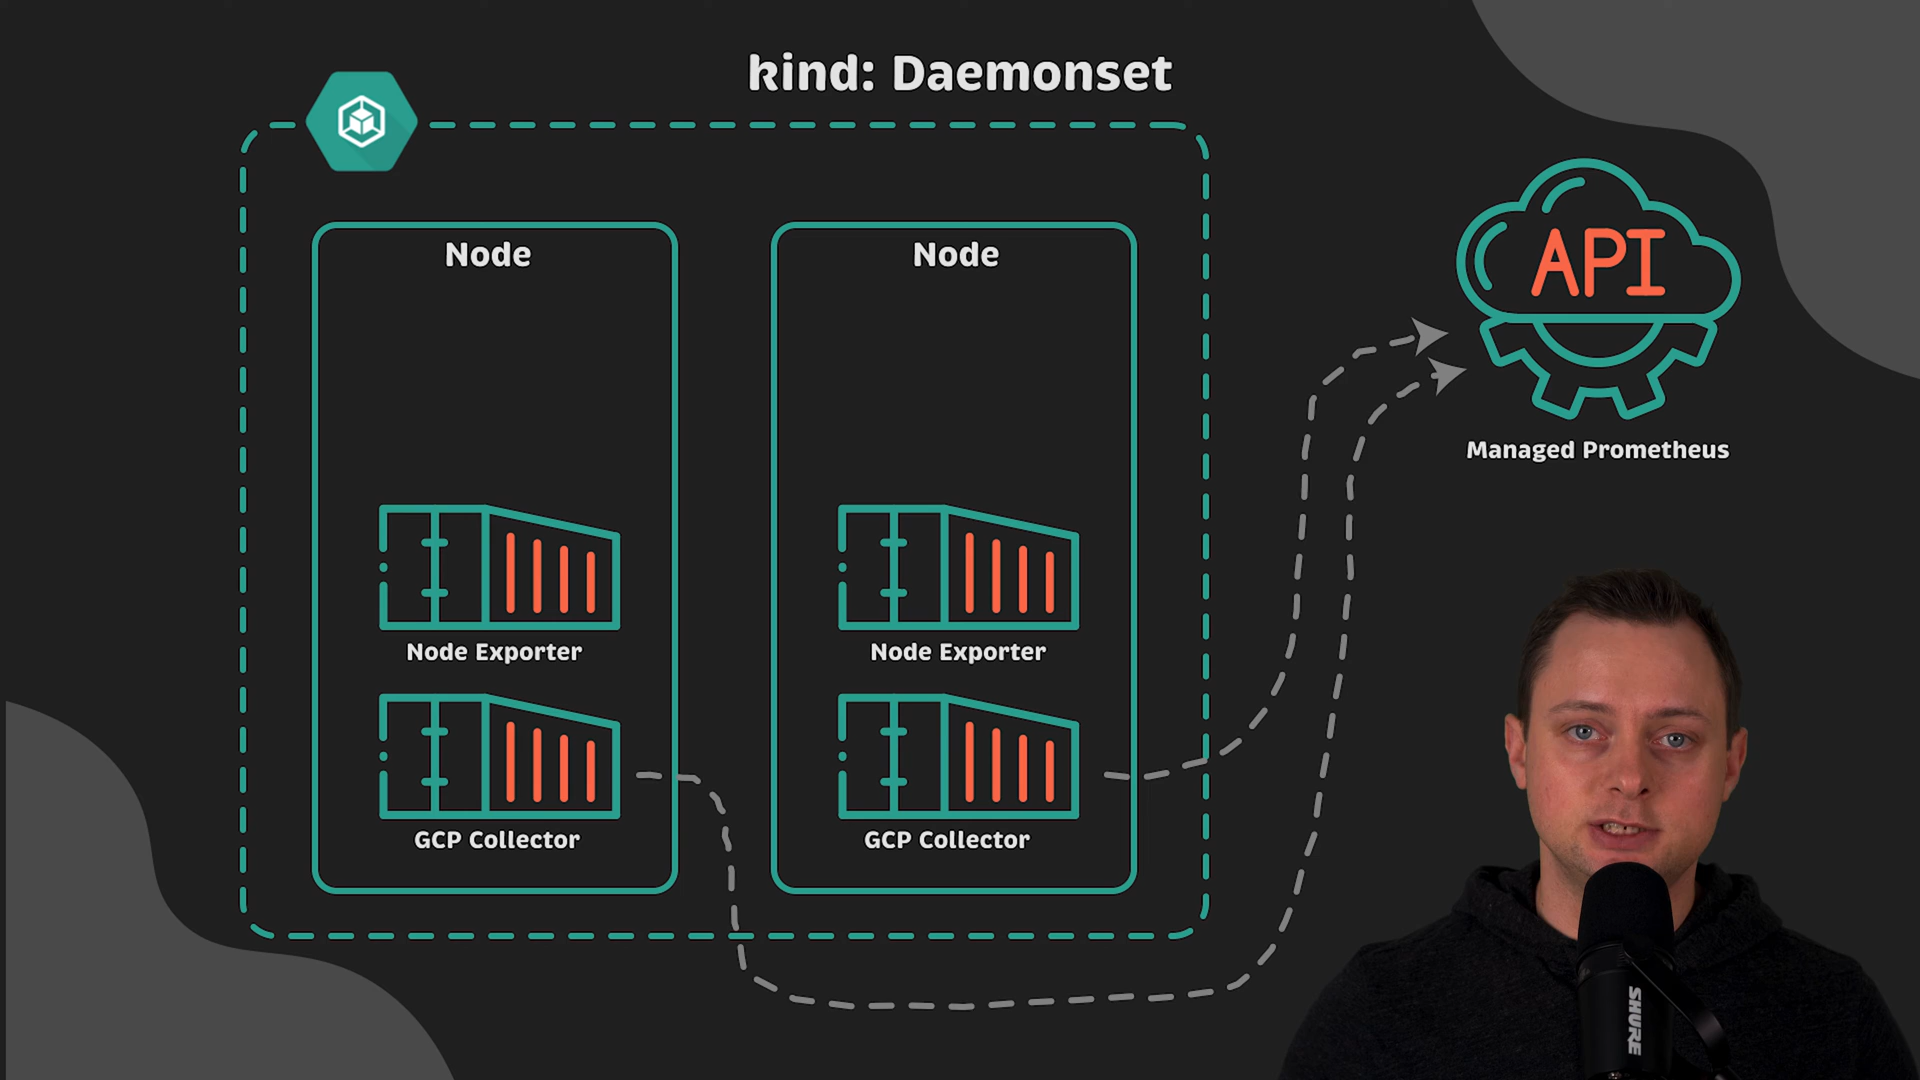 kind: Daemonset
Node
Node
API
Managed Prometheus
Node Exporter
Node Exporter
GCP Collector
GCP Collector
SHURE